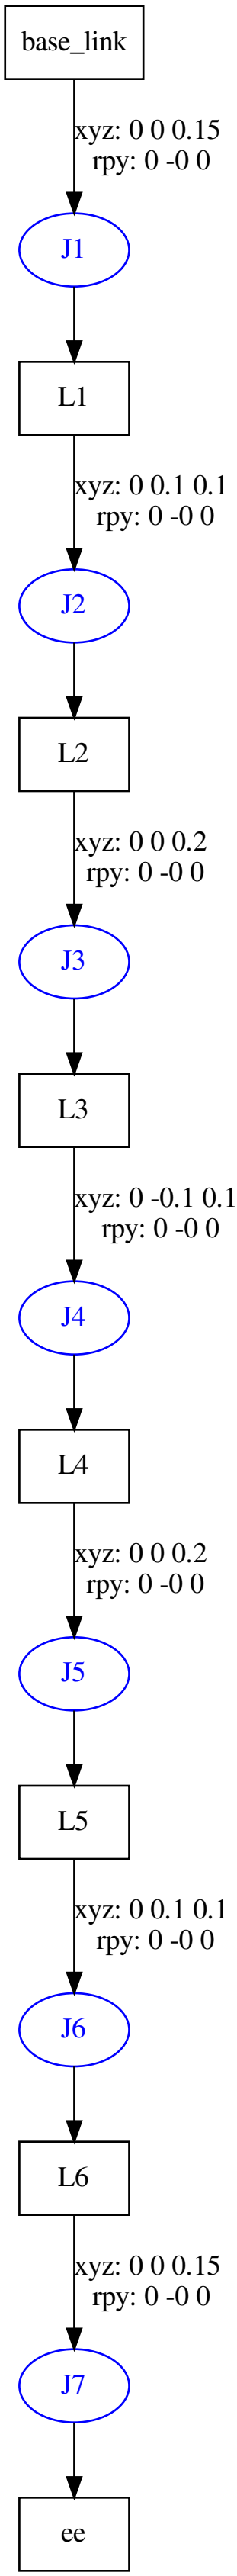 base_link
xyz: 0 0 0.15
rpy: 0 -0 0
J1
L1
xyz: 0 0.1 0.1
rpy: 0 -0 0
J2
L2
xyz: 0 0 0.2
rpy: 0 -0 0
J3
L3
xyz: 0 -0.1 0.1
rpy: 0 -0 0
J4
L4
xyz: 0 0 0.2
rpy: 0 -0 0
J5
L5
xyz: 0 0.1 0.1
rpy: 0 -0 0
J6
L6
xyz: 0 0 0.15
rpy: 0 -0 0
J7
ee